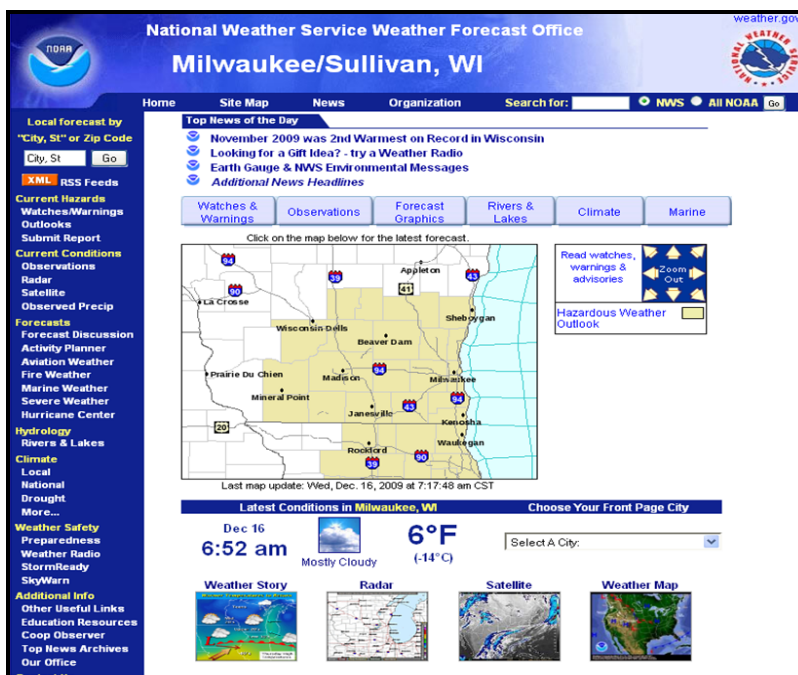 weather.gov
National Weather Service Weather Forecast Office
NOAA
Milwaukee/Sullivan, WI
NATIONAL WEATHER SERVICE
Home Site Map News Organization Search for: NWS All NOAA Go
Local forecast by
"City, St" or Zip Code
City, St Go
XML RSS Feeds
Current Hazards
Watches/Warnings
Outlooks
Submit Report
Current Conditions
Observations
Radar
Satellite
Observed Precip
Forecasts
Forecast Discussion
Activity Planner
Aviation Weather
Fire Weather
Marine Weather
Severe Weather
Hurricane Center
Hydrology
Rivers & Lakes
Climate
Local
National
Drought
More...
Weather Safety
Preparedness
Weather Radio
StormReady
SkyWarn
Additional Info
Other Useful Links
Education Resources
Coop Observer
Top News Archives
Our Office
Top News of the Day
November 2009 was 2nd Warmest on Record in Wisconsin
Looking for a Gift Idea? - try a Weather Radio
Earth Gauge & NWS Environmental Messages
Additional News Headlines
Watches &
Warnings
Observations
Forecast
Graphics
Rivers &
Lakes
Climate
Marine
Click on the map below for the latest forecast.
94
Appleton
39
43
90
41
La Crosse
Sheboygan
Wisconsin Dells
Beaver Dam
94
Prairie Du Chien
Madison
Milwaukee
Mineral Point
43
94
Janesville
Kenosha
20
Waukegan
Rockford
90
39
Read watches,
warnings &
advisories
Zoom
Out
Hazardous Weather
Outlook
Last map update: Wed, Dec. 16, 2009 at 7:17:48 am CST
Latest Conditions in Milwaukee, WI
Choose Your Front Page City
Dec 16
6:52 am
Mostly Cloudy
6°F
(-14°C)
Select A City:
Weather Story
Radar
Satellite
Weather Map